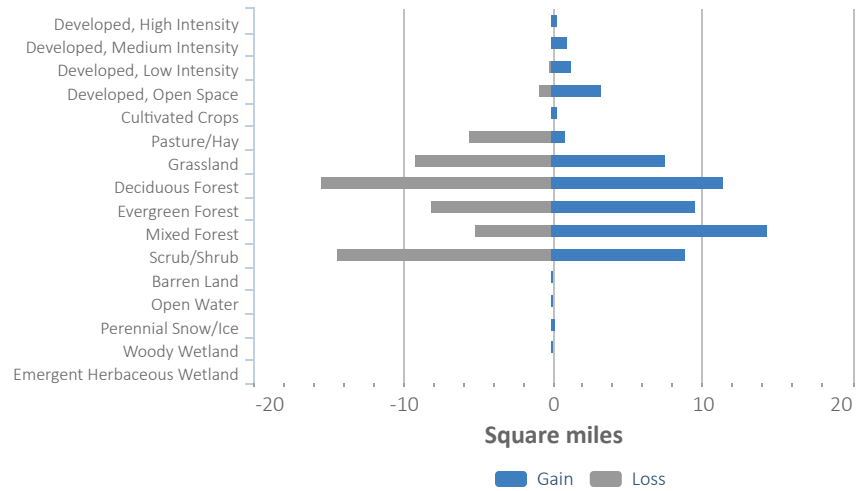 Developed, High Intensity
Developed, Medium Intensity
Developed, Low Intensity
Developed, Open Space
Cultivated Crops
Pasture/Hay
Grassland
Deciduous Forest
Evergreen Forest
Mixed Forest
Scrub/Shrub
Barren Land
Open Water
Perennial Snow/Ice
Woody Wetland
Emergent Herbaceous Wetland
-20 -10 0 10 20
Square miles
Gain Loss